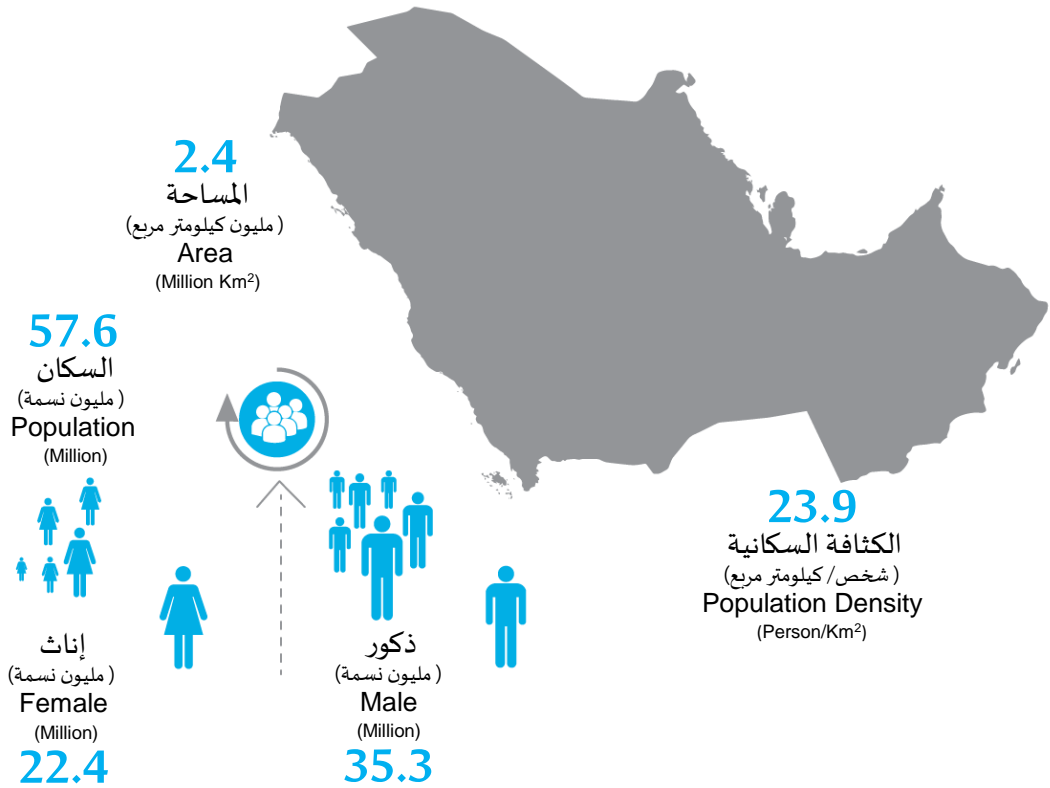 2.4
المساحة
(مليون كيلومتر مربع)
Area
(Million Km²)
57.6
السكان
(مليون نسمة)
Population
(Million)
23.9
الكثافة السكانية
(شخص/ كيلومتر مربع)
Population Density
(Person/Km²)
إناث
(مليون نسمة)
Female
(Million)
22.4
ذكور
(مليون نسمة)
Male
(Million)
35.3